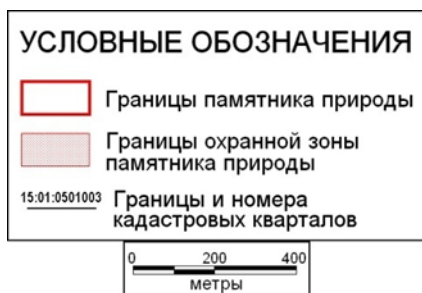 УСЛОВНЫЕ ОБОЗНАЧЕНИЯ
Границы памятника природы
Границы охранной зоны
памятника природы
15:01:0501003 Границы и номера
кадастровых кварталов
0 200 400
метры